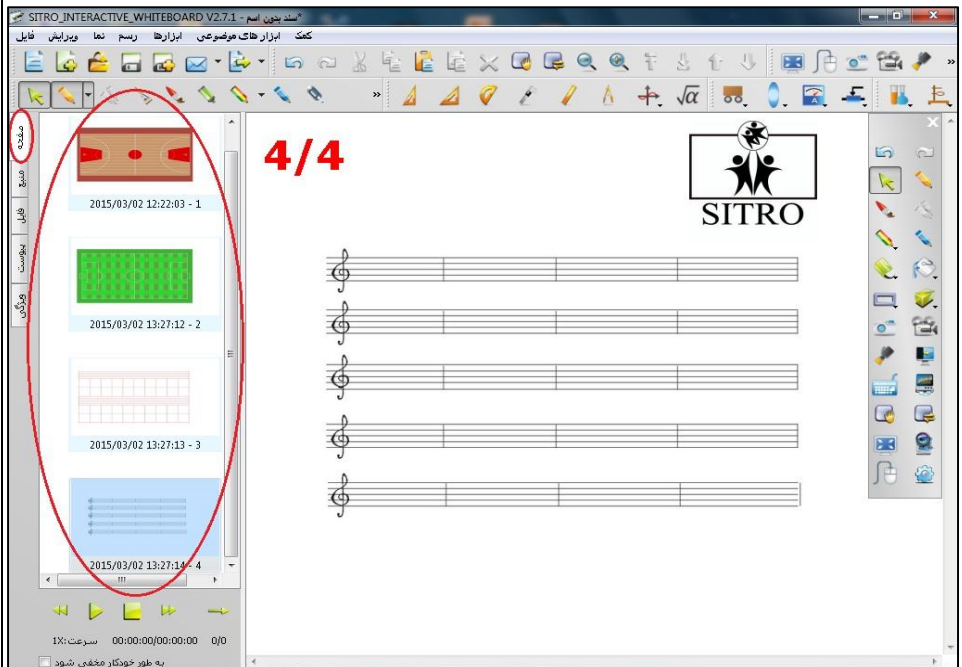 SITRO_INTERACTIVE_WHITEBOARD V2.7.1 - سند بدون اسم*
فایل ویرایش نما رسم ابزارها ابزار های موضوعی کمک
صفحه
منبع
فایل
پیوست
ویژگی
2015/03/02 12:22:03 - 1
2015/03/02 13:27:12 - 2
2015/03/02 13:27:13 - 3
2015/03/02 13:27:14 - 4
4/4
SITRO
سرعت:1X 00:00:00/00:00:00 0/0
به طور خودکار مخفی شود